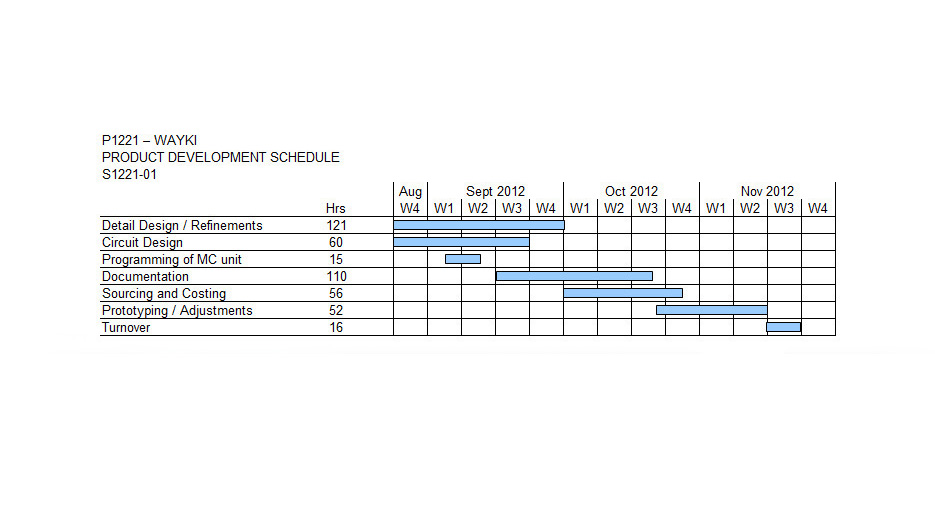 P1221 – WAYKI
PRODUCT DEVELOPMENT SCHEDULE
S1221-01
Aug Sept 2012 Oct 2012 Nov 2012
Hrs W4 W1 W2 W3 W4 W1 W2 W3 W4 W1 W2 W3 W4
Detail Design / Refinements 121
Circuit Design 60
Programming of MC unit 15
Documentation 110
Sourcing and Costing 56
Prototyping / Adjustments 52
Turnover 16